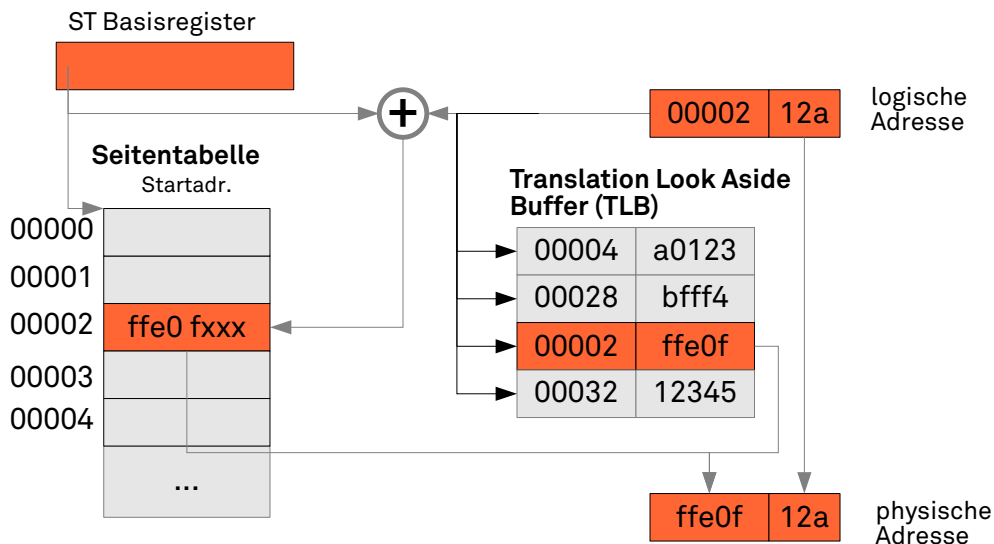 ST Basisregister
+
00002 12a
logische
Adresse
Seitentabelle
Startadr.
Translation Look Aside
Buffer (TLB)
00000
00001
00002 ffe0 fxxx
00003
00004
...
00004 a0123
00028 bfff4
00002 ffe0f
00032 12345
ffe0f 12a
physische
Adresse